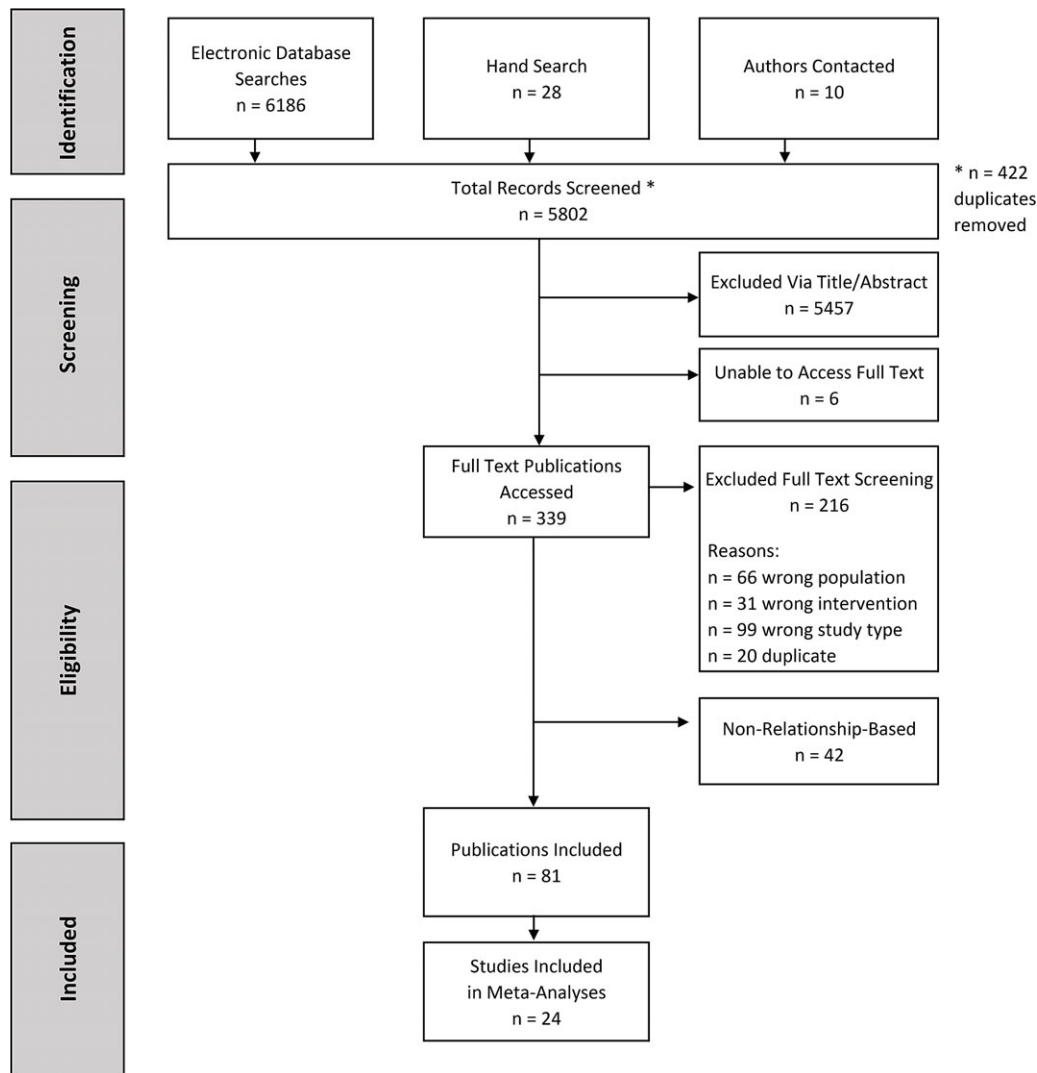 Identification
Electronic Database
Searches
n = 6186
Hand Search
n = 28
Authors Contacted
n = 10
Total Records Screened *
n = 5802
* n = 422
duplicates
removed
Screening
Excluded Via Title/Abstract
n = 5457
Unable to Access Full Text
n = 6
Full Text Publications
Accessed
n = 339
Eligibility
Excluded Full Text Screening
n = 216
Reasons:
n = 66 wrong population
n = 31 wrong intervention
n = 99 wrong study type
n = 20 duplicate
Non-Relationship-Based
n = 42
Included
Publications Included
n = 81
Studies Included
in Meta-Analyses
n = 24